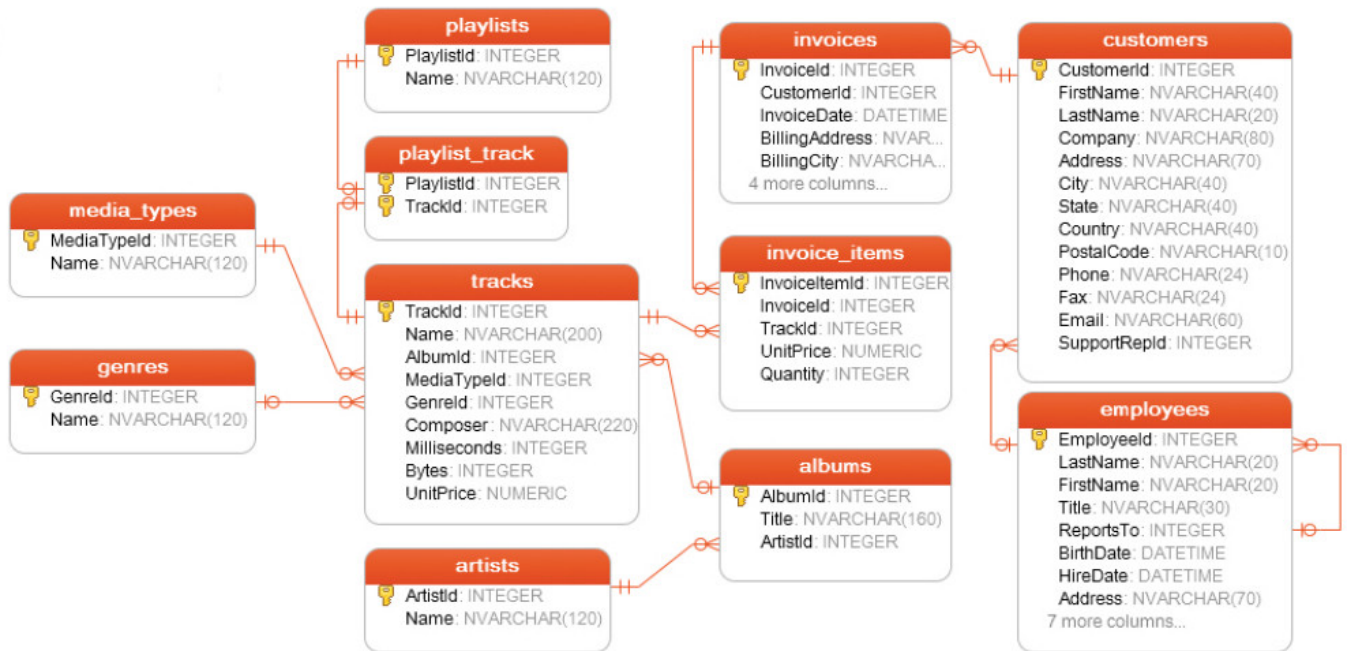 playlists
PlaylistId: INTEGER
Name: NVARCHAR(120)
playlist_track
PlaylistId: INTEGER
TrackId: INTEGER
media_types
MediaTypeId: INTEGER
Name: NVARCHAR(120)
genres
GenreId: INTEGER
Name: NVARCHAR(120)
tracks
TrackId: INTEGER
Name: NVARCHAR(200)
AlbumId: INTEGER
MediaTypeId: INTEGER
GenreId: INTEGER
Composer: NVARCHAR(220)
Milliseconds: INTEGER
Bytes: INTEGER
UnitPrice: NUMERIC
artists
ArtistId: INTEGER
Name: NVARCHAR(120)
invoices
InvoiceId: INTEGER
CustomerId: INTEGER
InvoiceDate: DATETIME
BillingAddress: NVAR...
BillingCity: NVARCHA...
4 more columns...
invoice_items
InvoiceItemId: INTEGER
InvoiceId: INTEGER
TrackId: INTEGER
UnitPrice: NUMERIC
Quantity: INTEGER
albums
AlbumId: INTEGER
Title: NVARCHAR(160)
ArtistId: INTEGER
customers
CustomerId: INTEGER
FirstName: NVARCHAR(40)
LastName: NVARCHAR(20)
Company: NVARCHAR(80)
Address: NVARCHAR(70)
City: NVARCHAR(40)
State: NVARCHAR(40)
Country: NVARCHAR(40)
PostalCode: NVARCHAR(10)
Phone: NVARCHAR(24)
Fax: NVARCHAR(24)
Email: NVARCHAR(60)
SupportRepId: INTEGER
employees
EmployeeId: INTEGER
LastName: NVARCHAR(20)
FirstName: NVARCHAR(20)
Title: NVARCHAR(30)
ReportsTo: INTEGER
BirthDate: DATETIME
HireDate: DATETIME
Address: NVARCHAR(70)
7 more columns...